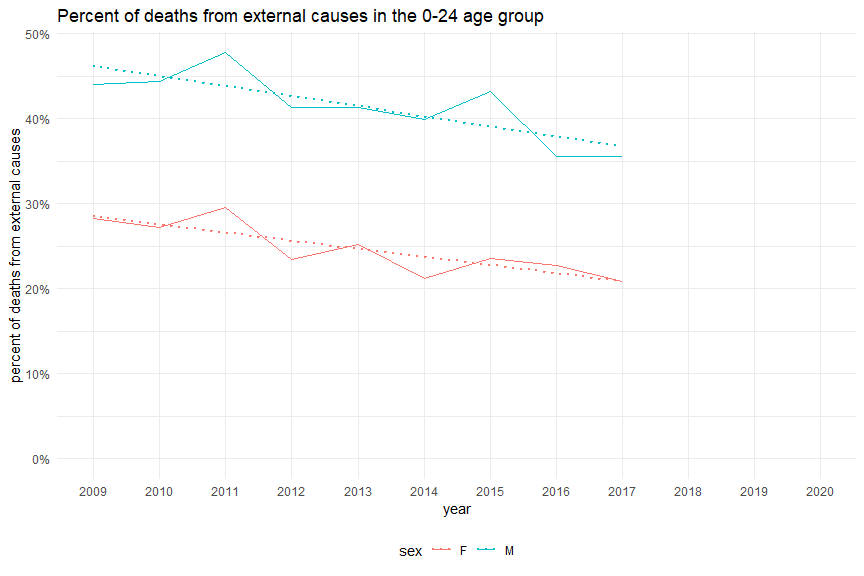 Percent of deaths from external causes in the 0-24 age group
percent of deaths from external causes
50%
40%
30%
20%
10%
0%
2009 2010 2011 2012 2013 2014 2015 2016 2017 2018 2019 2020
year
sex F M